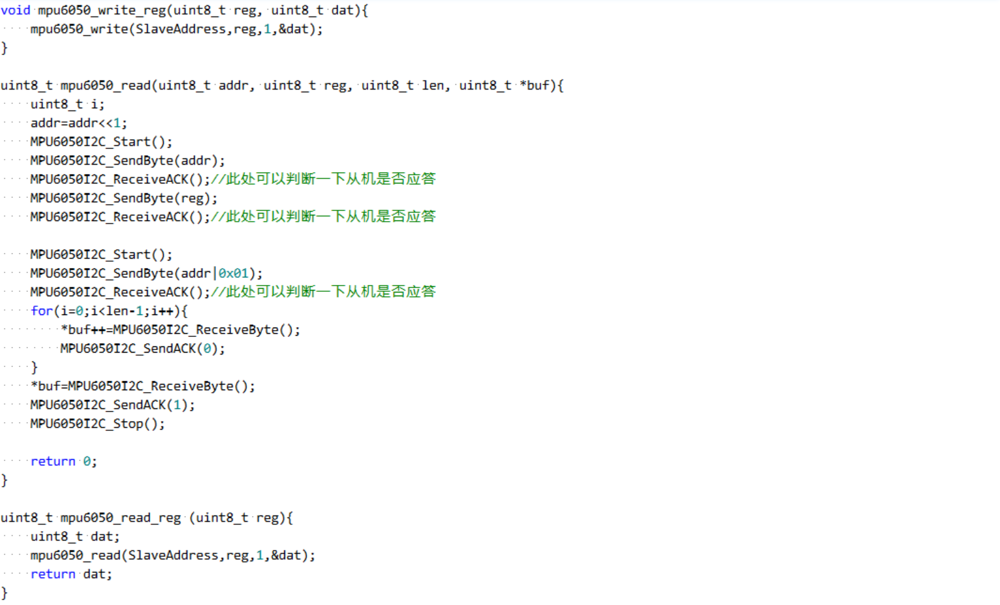 void mpu6050_write_reg(uint8_t reg, uint8_t dat){
    mpu6050_write(SlaveAddress,reg,1,&dat);
}

uint8_t mpu6050_read(uint8_t addr, uint8_t reg, uint8_t len, uint8_t *buf){
    uint8_t i;
    addr=addr<<1;
    MPU6050I2C_Start();
    MPU6050I2C_SendByte(addr);
    MPU6050I2C_ReceiveACK();//此处可以判断一下从机是否应答
    MPU6050I2C_SendByte(reg);
    MPU6050I2C_ReceiveACK();//此处可以判断一下从机是否应答

    MPU6050I2C_Start();
    MPU6050I2C_SendByte(addr|0x01);
    MPU6050I2C_ReceiveACK();//此处可以判断一下从机是否应答
    for(i=0;i<len-1;i++){
        *buf++=MPU6050I2C_ReceiveByte();
        MPU6050I2C_SendACK(0);
    }
    *buf=MPU6050I2C_ReceiveByte();
    MPU6050I2C_SendACK(1);
    MPU6050I2C_Stop();

    return 0;
}

uint8_t mpu6050_read_reg (uint8_t reg){
    uint8_t dat;
    mpu6050_read(SlaveAddress,reg,1,&dat);
    return dat;
}